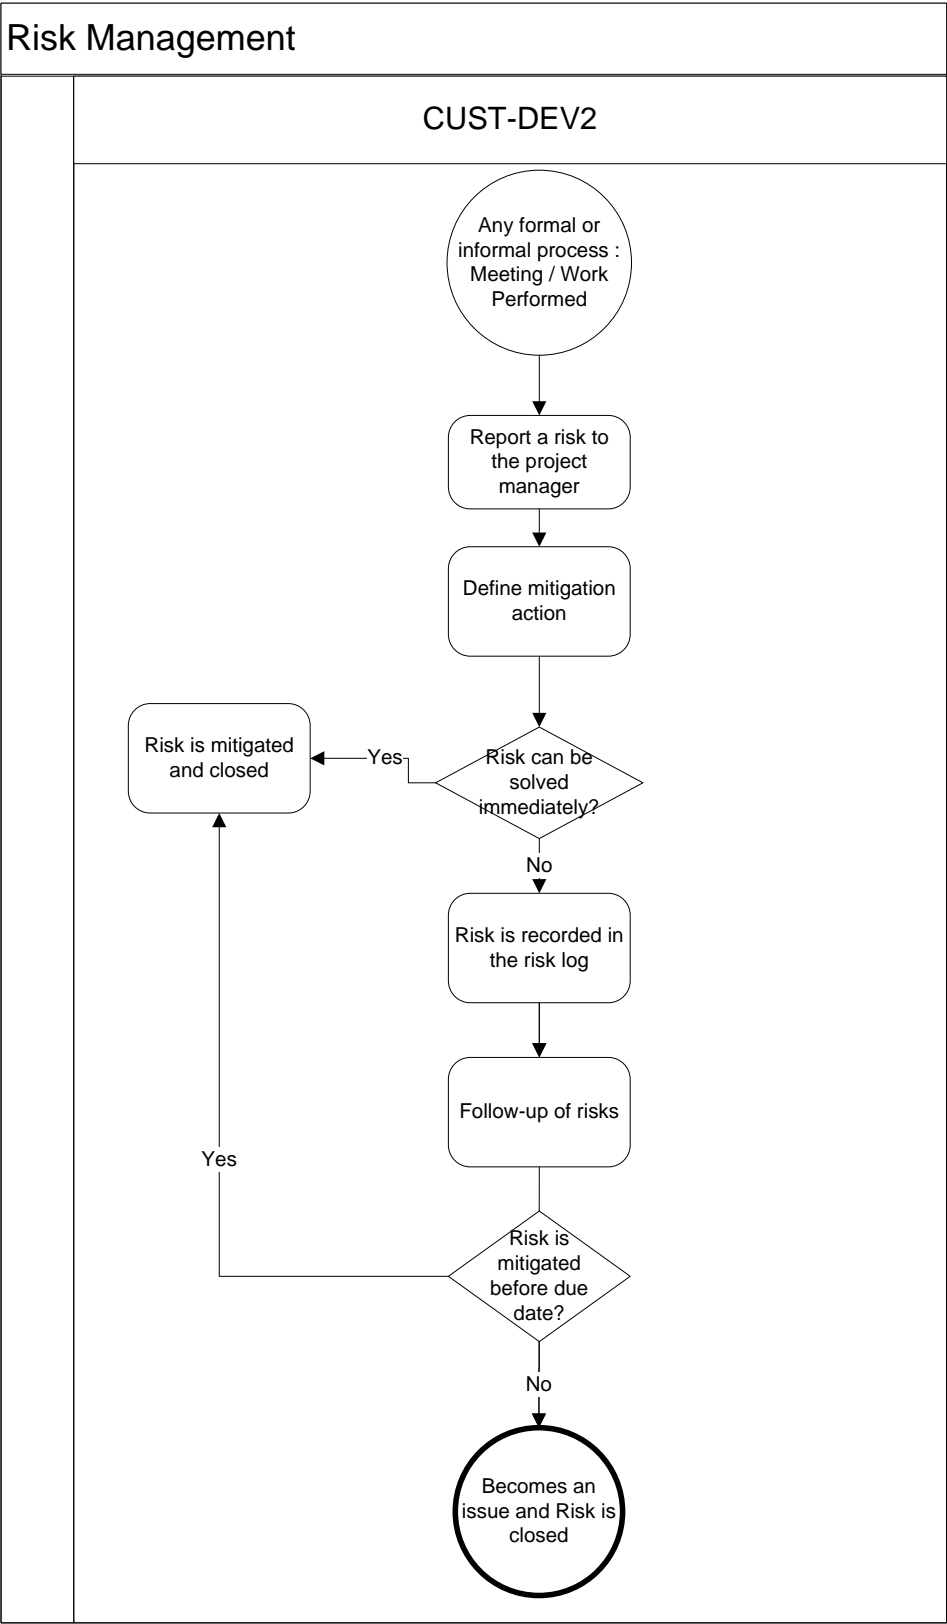 Risk Management
CUST-DEV2
Any formal or
informal process :
Meeting / Work
Performed
Report a risk to
the project
manager
Define mitigation
action
Risk is mitigated
and closed
Yes
Risk can be
solved
immediately?
No
Risk is recorded in
the risk log
Follow-up of risks
Yes
Risk is
mitigated
before due
date?
No
Becomes an
issue and Risk is
closed